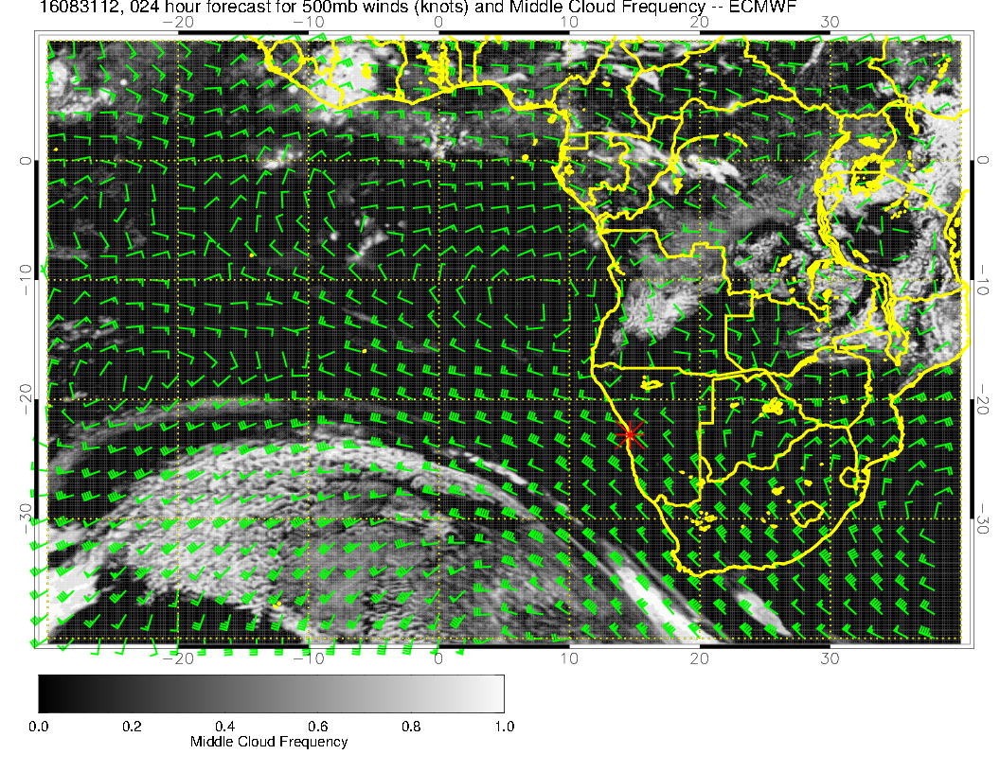 16083112, 024 hour forecast for 500mb winds (knots) and Middle Cloud Frequency -- ECMWF
−20 −10 0 10 20 30
0 0
−10 −10
−20 −20
−30 −30
−20 −10 0 10 20 30
0.0 0.2 0.4 0.6 0.8 1.0
Middle Cloud Frequency